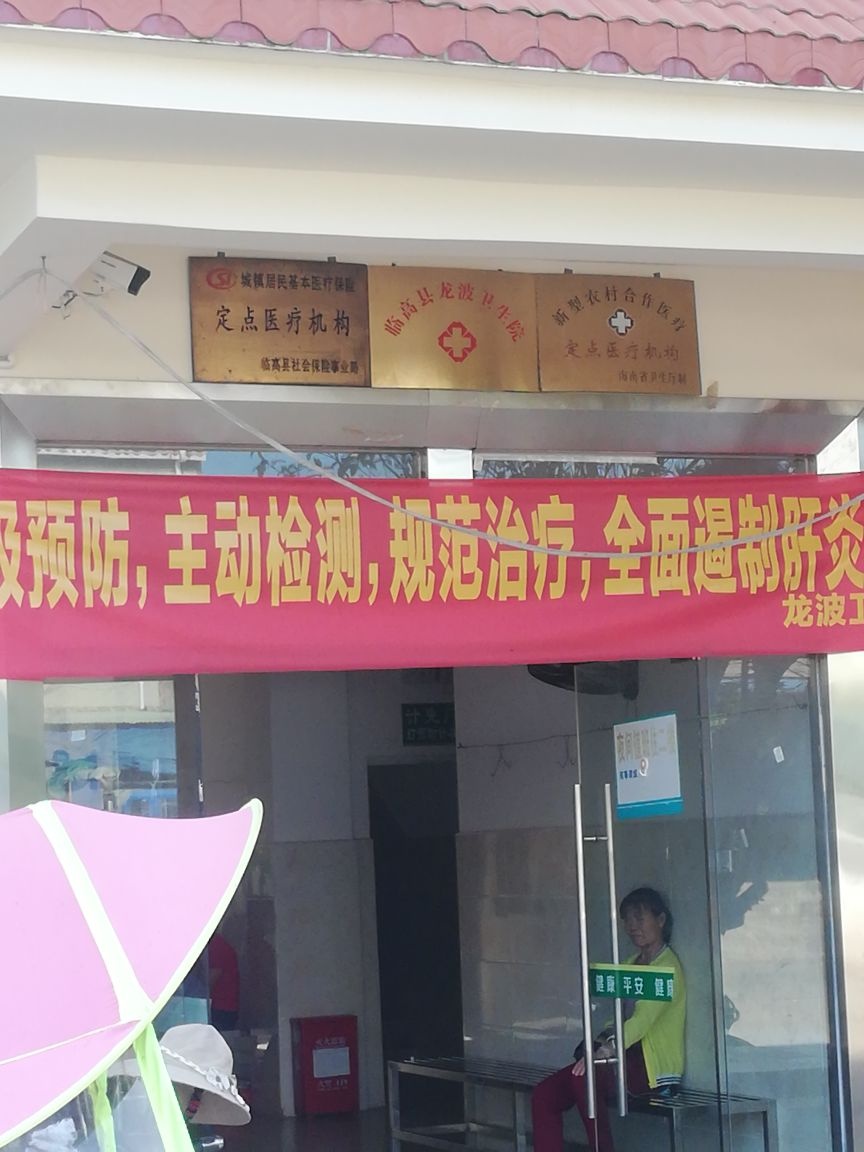 城镇居民基本医疗保险
定点医疗机构
临高县社会保险事业局
临高县龙波卫生院
新型农村合作医疗
定点医疗机构
海南省卫生厅制
极预防,主动检测,规范治疗,全面遏制肝炎
龙波卫
计免
健康 平安 健康